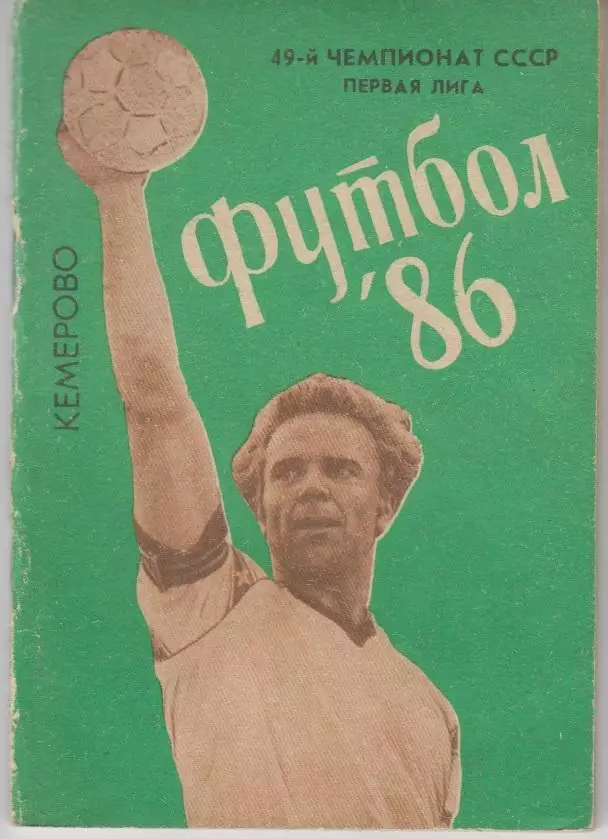 49-й ЧЕМПИОНАТ СССР
ПЕРВАЯ ЛИГА
футбол
'86
КЕМЕРОВО